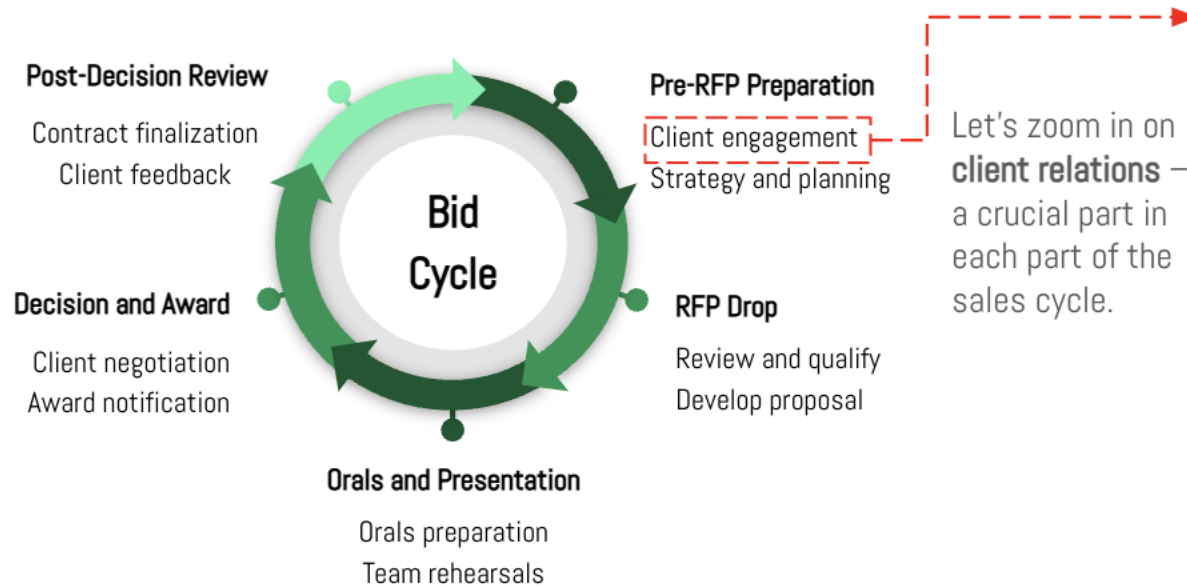 Post-Decision Review
Contract finalization
Client feedback
Pre-RFP Preparation
Client engagement
Strategy and planning
Let's zoom in on
client relations –
a crucial part in
each part of the
sales cycle.
Bid
Cycle
Decision and Award
Client negotiation
Award notification
RFP Drop
Review and qualify
Develop proposal
Orals and Presentation
Orals preparation
Team rehearsals